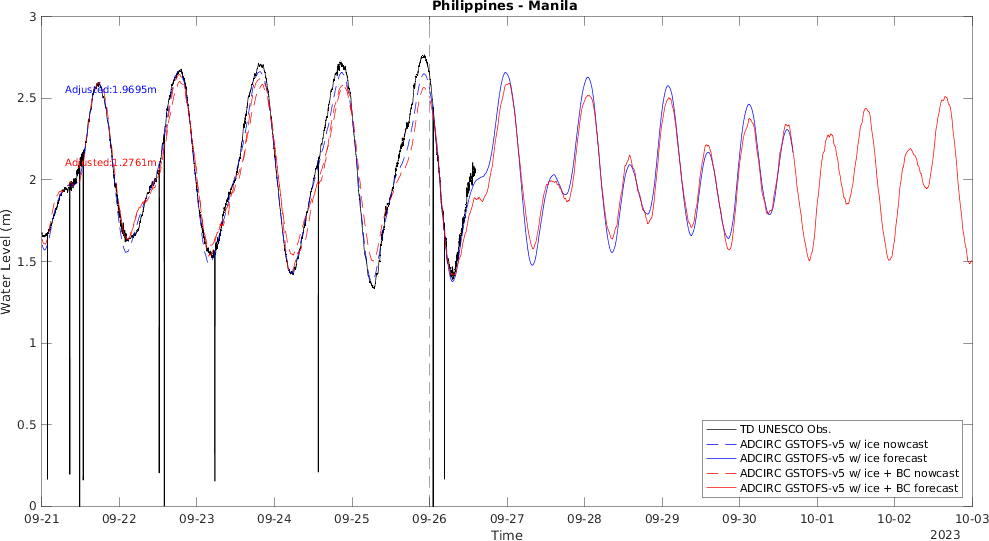 Philippines - Manila
Water Level (m)
3
2.5
2
1.5
1
0.5
0
Adjusted:1.9695m
Adjusted:1.2761m
TD UNESCO Obs.
ADCIRC GSTOFS-v5 w/ ice nowcast
ADCIRC GSTOFS-v5 w/ ice forecast
ADCIRC GSTOFS-v5 w/ ice + BC nowcast
ADCIRC GSTOFS-v5 w/ ice + BC forecast
09-21 09-22 09-23 09-24 09-25 09-26 09-27 09-28 09-29 09-30 10-01 10-02 10-03
Time
2023